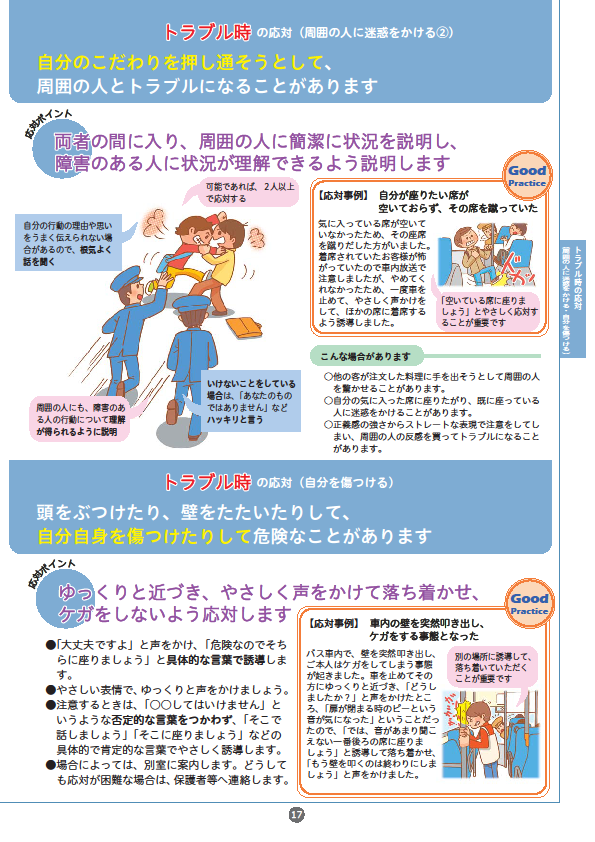 トラブル時の応対（周囲の人に迷惑をかける②）
自分のこだわりを押し通そうとして、
周囲の人とトラブルになることがあります
応対ポイント
両者の間に入り、周囲の人に簡潔に状況を説明し、
障害のある人に状況が理解できるよう説明します
可能であれば、2人以上
で応対する
自分の行動の理由や思い
をうまく伝えられない場
合があるので、根気よく
話を聞く
いけないことをしている
場合は、「あなたのもの
ではありません」など
ハッキリと言う
周囲の人にも、障害のあ
る人の行動について理解
が得られるように説明
Good
Practice
【応対事例】 自分が座りたい席が
空いておらず、その席を蹴っていた
気に入っている席が空いて
いなかったため、その座席
を蹴りだした方がいました。
着席されていたお客様が怖
がっていたので車内放送で
注意しましたが、やめてく
れなかったため、一度車を
止めて、やさしく声かけを
して、ほかの席に着席する
よう誘導しました。
「空いている席に座りま
しょう」とやさしく応対す
ることが重要です
こんな場合があります
○他の客が注文した料理に手を出そうとして周囲の人
を驚かせることがあります。
○自分の気に入った席に座りたがり、既に座っている
人に迷惑をかけることがあります。
○正義感の強さからストレートな表現で注意をしてし
まい、周囲の人の反感を買ってトラブルになること
があります。
トラブル時の応対
（周囲の人に迷惑をかける・自分を傷つける）
トラブル時の応対（自分を傷つける）
頭をぶつけたり、壁をたたいたりして、
自分自身を傷つけたりして危険なことがあります
応対ポイント
ゆっくりと近づき、やさしく声をかけて落ち着かせ、
ケガをしないよう応対します
●「大丈夫ですよ」と声をかけ、「危険なのでそち
らに座りましょう」と具体的な言葉で誘導しま
す。
●やさしい表情で、ゆっくりと声をかけましょう。
●注意するときは、「○○してはいけません」と
いうような否定的な言葉をつかわず、「そこで
話しましょう」「そこに座りましょう」などの
具体的で肯定的な言葉でやさしく誘導します。
●場合によっては、別室に案内します。どうして
も応対が困難な場合は、保護者等へ連絡します。
Good
Practice
【応対事例】 車内の壁を突然叩き出し、
ケガをする事態となった
バス車内で、壁を突然叩き出し、
ご本人はケガをしてしまう事態
が起きました。車を止めてその
方にゆっくりと近づき、「どうし
ましたか？」と声をかけたとこ
ろ、「扉が閉まる時のピーという
音が気になった」ということだっ
たので、「では、音があまり聞こ
えない一番後ろの席に座りま
しょう」と誘導して落ち着かせ、
「もう壁を叩くのは終わりにしま
しょう」と声をかけました。
別の場所に誘導して、
落ち着いていただく
ことが重要です
17